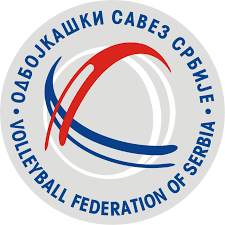 ОДБОЈКАШКИ САВЕЗ СРБИЈЕ
VOLLEYBALL FEDERATION OF SERBIA